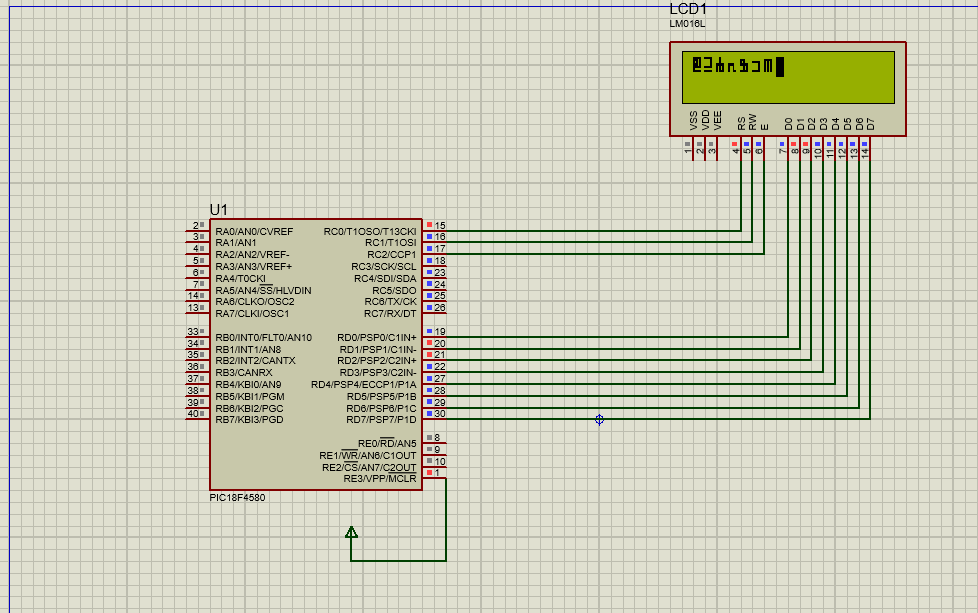 LCD1
LM016L
VSS
VDD
VEE
RS
RW
E
D0
D1
D2
D3
D4
D5
D6
D7
1
2
3
4
5
6
7
8
9
10
11
12
13
14
U1
2 RA0/AN0/CVREF RC0/T1OSO/T13CKI 15
3 RA1/AN1 RC1/T1OSI 16
4 RA2/AN2/VREF- RC2/CCP1 17
5 RA3/AN3/VREF+ RC3/SCK/SCL 18
6 RA4/T0CKI RC4/SDI/SDA 23
7 RA5/AN4/SS/HLVDIN RC5/SDO 24
14 RA6/CLKO/OSC2 RC6/TX/CK 25
13 RA7/CLKI/OSC1 RC7/RX/DT 26
33 RB0/INT0/FLT0/AN10 RD0/PSP0/C1IN+ 19
34 RB1/INT1/AN8 RD1/PSP1/C1IN- 20
35 RB2/INT2/CANTX RD2/PSP2/C2IN+ 21
36 RB3/CANRX RD3/PSP3/C2IN- 22
37 RB4/KBI0/AN9 RD4/PSP4/ECCP1/P1A 27
38 RB5/KBI1/PGM RD5/PSP5/P1B 28
39 RB6/KBI2/PGC RD6/PSP6/P1C 29
40 RB7/KBI3/PGD RD7/PSP7/P1D 30
RE0/RD/AN5 8
RE1/WR/AN6/C1OUT 9
RE2/CS/AN7/C2OUT 10
RE3/VPP/MCLR 1
PIC18F4580